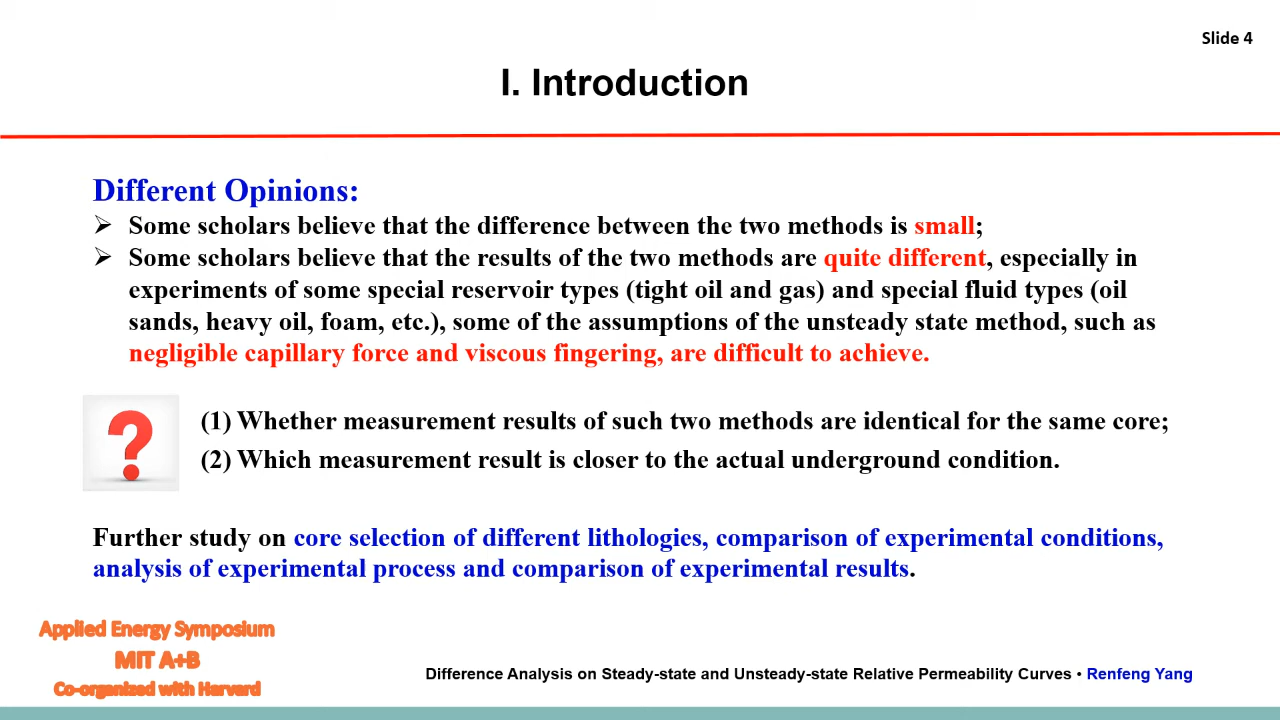 Slide 4
I. Introduction
Different Opinions:
➢ Some scholars believe that the difference between the two methods is small;
➢ Some scholars believe that the results of the two methods are quite different, especially in
experiments of some special reservoir types (tight oil and gas) and special fluid types (oil
sands, heavy oil, foam, etc.), some of the assumptions of the unsteady state method, such as
negligible capillary force and viscous fingering, are difficult to achieve.
?
(1) Whether measurement results of such two methods are identical for the same core;
(2) Which measurement result is closer to the actual underground condition.
Further study on core selection of different lithologies, comparison of experimental conditions,
analysis of experimental process and comparison of experimental results.
Applied Energy Symposium
MIT A+B
Co-organized with Harvard
Difference Analysis on Steady-state and Unsteady-state Relative Permeability Curves • Renfeng Yang